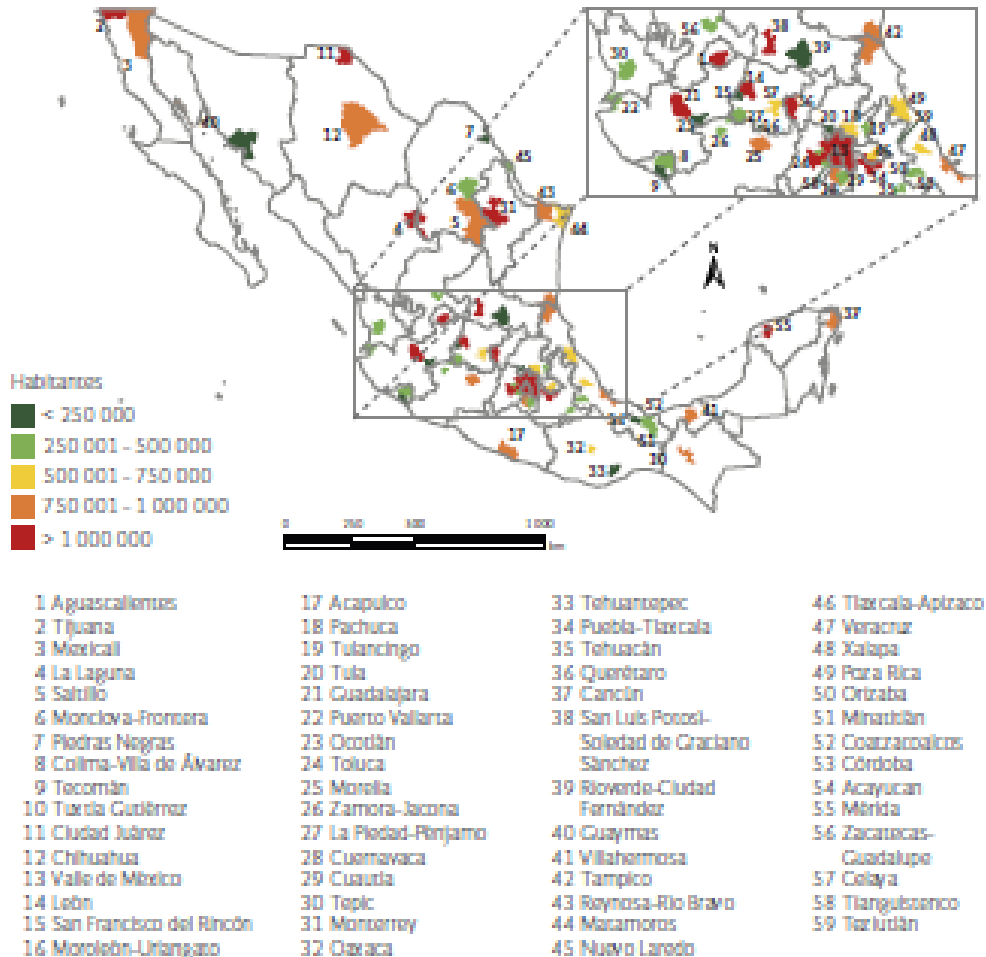 N
Habitantes
< 250 000
250 001 - 500 000
500 001 - 750 000
750 001 - 1 000 000
> 1 000 000
0 250 500 1 000
km
1 Aguascalientes
2 Tijuana
3 Mexicali
4 La Laguna
5 Saltillo
6 Monclova-Frontera
7 Piedras Negras
8 Colima-Villa de Álvarez
9 Tecomán
10 Tuxtla Gutiérrez
11 Ciudad Juárez
12 Chihuahua
13 Valle de México
14 León
15 San Francisco del Rincón
16 Moroleón-Uriangato
17 Acapulco
18 Pachuca
19 Tulancingo
20 Tula
21 Guadalajara
22 Puerto Vallarta
23 Ocotlán
24 Toluca
25 Morelia
26 Zamora-Jacona
27 La Piedad-Pénjamo
28 Cuernavaca
29 Cuautla
30 Tepic
31 Monterrey
32 Oaxaca
33 Tehuantepec
34 Puebla-Tlaxcala
35 Tehuacán
36 Querétaro
37 Cancún
38 San Luis Potosí-
Soledad de Graciano
Sánchez
39 Rioverde-Ciudad
Fernández
40 Guaymas
41 Villahermosa
42 Tampico
43 Reynosa-Río Bravo
44 Matamoros
45 Nuevo Laredo
46 Tlaxcala-Apizaco
47 Veracruz
48 Xalapa
49 Poza Rica
50 Orizaba
51 Minatitlán
52 Coatzacoalcos
53 Córdoba
54 Acayucan
55 Mérida
56 Zacatecas-
Guadalupe
57 Celaya
58 Tianguistenco
59 Teziutlán